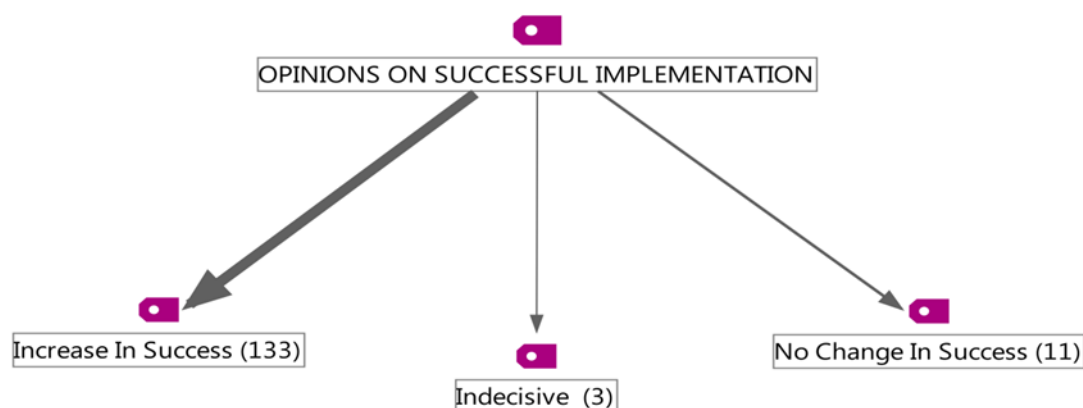 OPINIONS ON SUCCESSFUL IMPLEMENTATION
Increase In Success (133)
Indecisive (3)
No Change In Success (11)